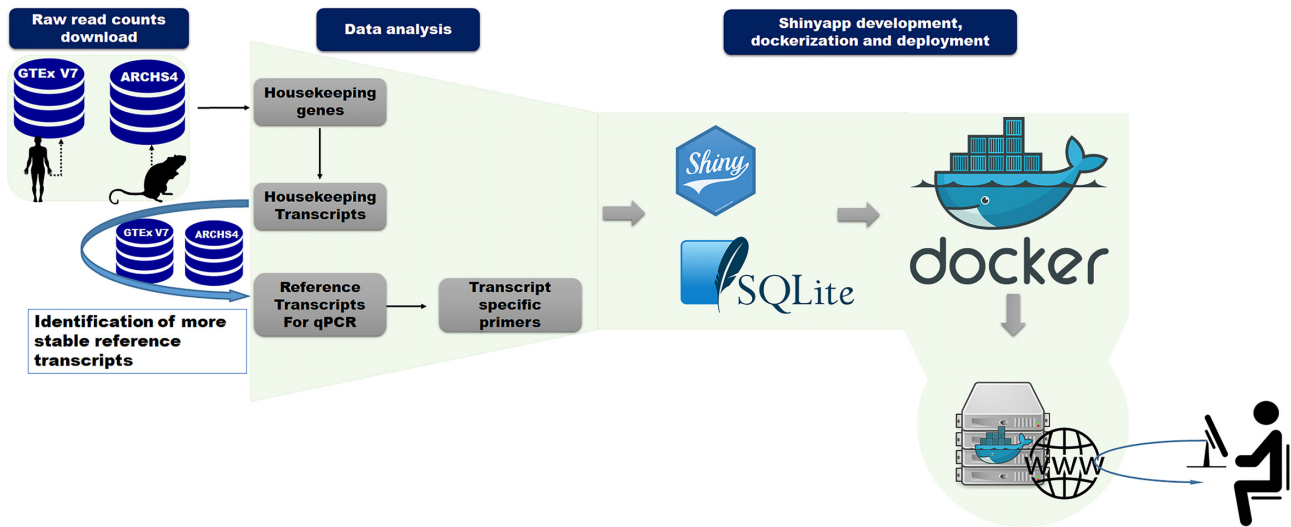 Raw read counts
download
Data analysis
Shinyapp development,
dockerization and deployment
GTEx V7
ARCHS4
Housekeeping
genes
Housekeeping
Transcripts
GTEx V7
ARCHS4
Reference
Transcripts
For qPCR
Transcript
specific
primers
Identification of more
stable reference
transcripts
Shiny
SQLite
docker
WWW